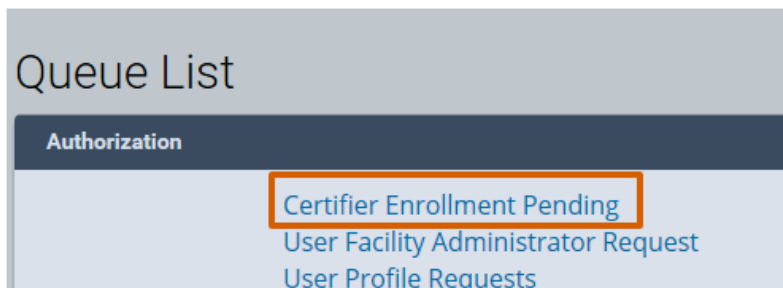 Queue List
Authorization
Certifier Enrollment Pending
User Facility Administrator Request
User Profile Requests